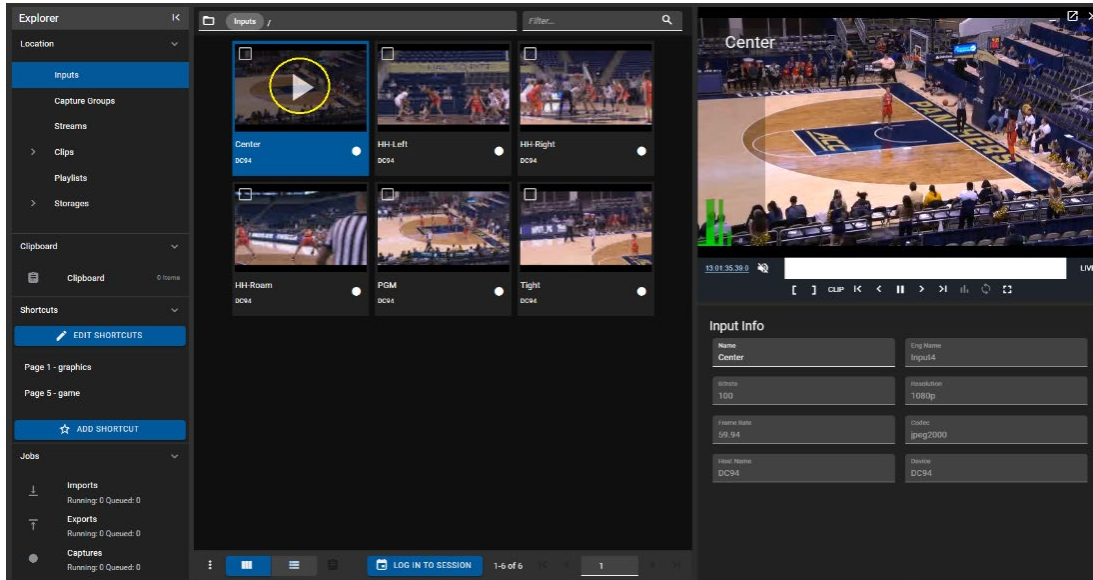 Explorer
Location
Inputs
Capture Groups
Streams
Clips
Playlists
Storages
Clipboard
Clipboard 0 Items
Shortcuts
EDIT SHORTCUTS
Page 1 - graphics
Page 5 - game
ADD SHORTCUT
Jobs
Imports
Running: 0 Queued: 0
Exports
Running: 0 Queued: 0
Captures
Running: 0 Queued: 0
Inputs / Filter...
Center
DC94
HH-Left
DC94
HH-Right
DC94
HH-Roam
DC94
PGM
DC94
Tight
DC94
LOG IN TO SESSION 1-6 of 6 1
Center
ACC
PANTHERS
13:01:35.39.0 LIVE
[ ] CLIP
Input Info
Name
Center
Eng Name
Input4
Bitrate
100
Resolution
1080p
Frame Rate
59.94
Codec
jpeg2000
Host Name
DC94
Device
DC94